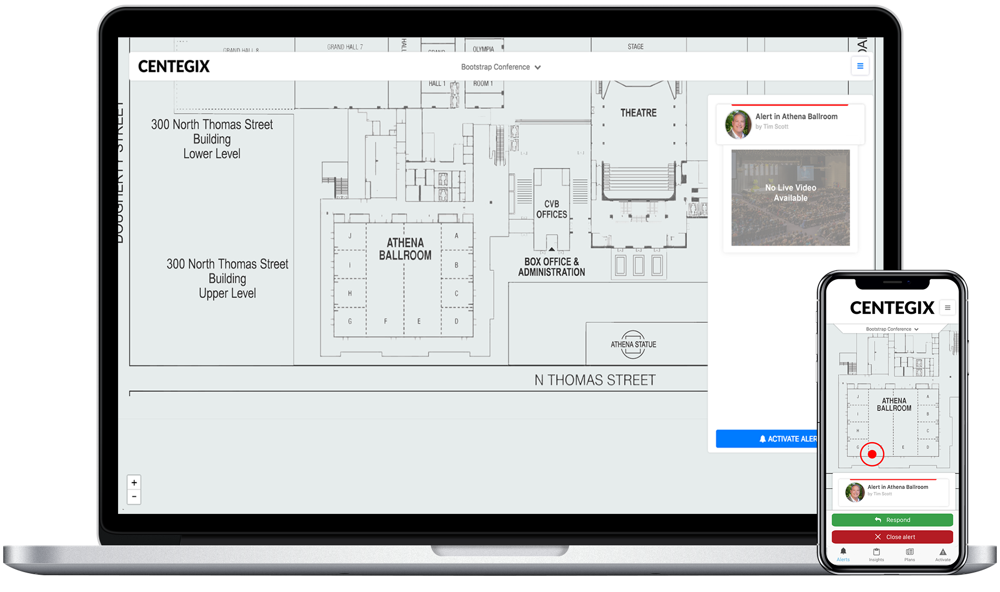 GRAND HALL 8
GRAND HALL 7
HALL
GRAND
OLYMPIA
STAGE
CENTEGIX
Bootstrap Conference
HALL 1
ROOM 1
DOUGHERTY STREET
300 North Thomas Street
Building
Lower Level
THEATRE
Alert in Athena Ballroom
by Tim Scott
No Live Video
Available
CVB
OFFICES
J
ATHENA
BALLROOM
A
I
B
H
C
G
F
E
D
300 North Thomas Street
Building
Upper Level
BOX OFFICE &
ADMINISTRATION
ATHENA STATUE
N THOMAS STREET
ACTIVATE ALER
+
-
CENTEGIX
Bootstrap Conference
J
ATHENA
BALLROOM
A
I
B
H
C
G
E
D
Alert in Athena Ballroom
by Tim Scott
Respond
Close alert
Alerts
Insights
Plans
Activate